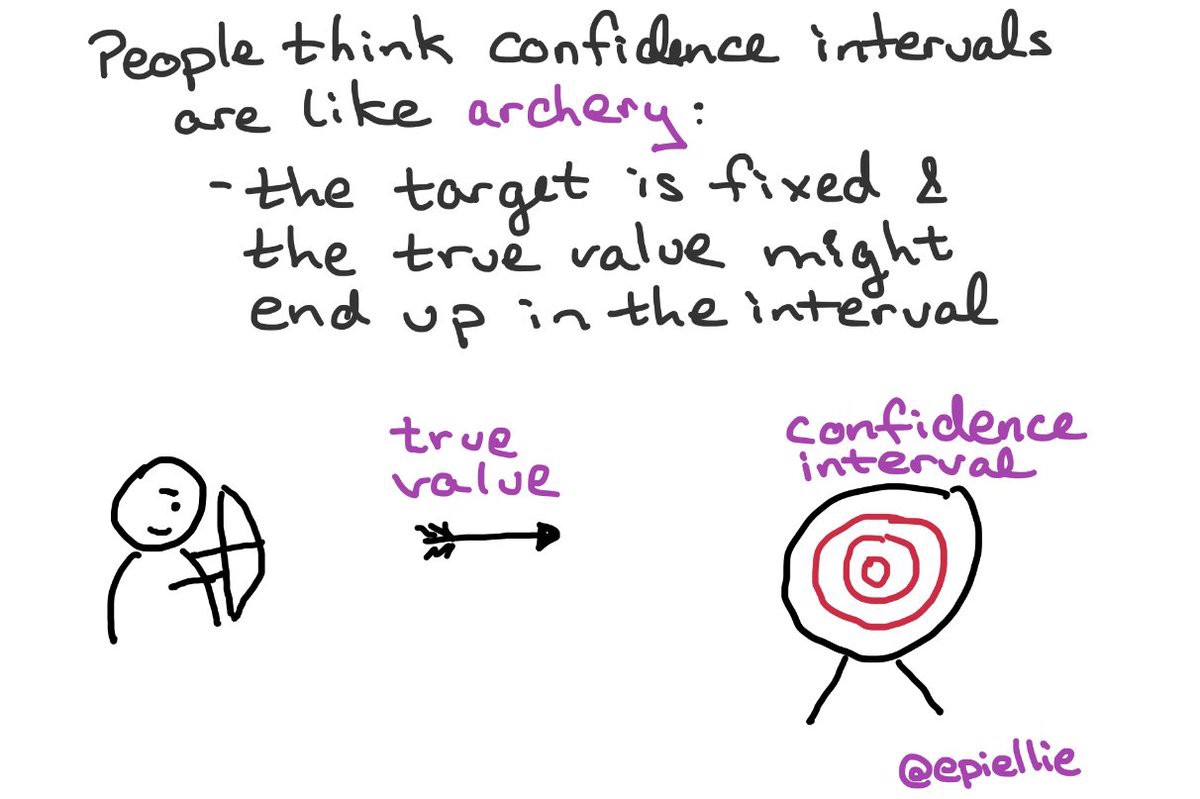 People think confidence intervals
are like archery:
- the target is fixed &
the true value might
end up in the interval
true
value
confidence
interval
@epiellie